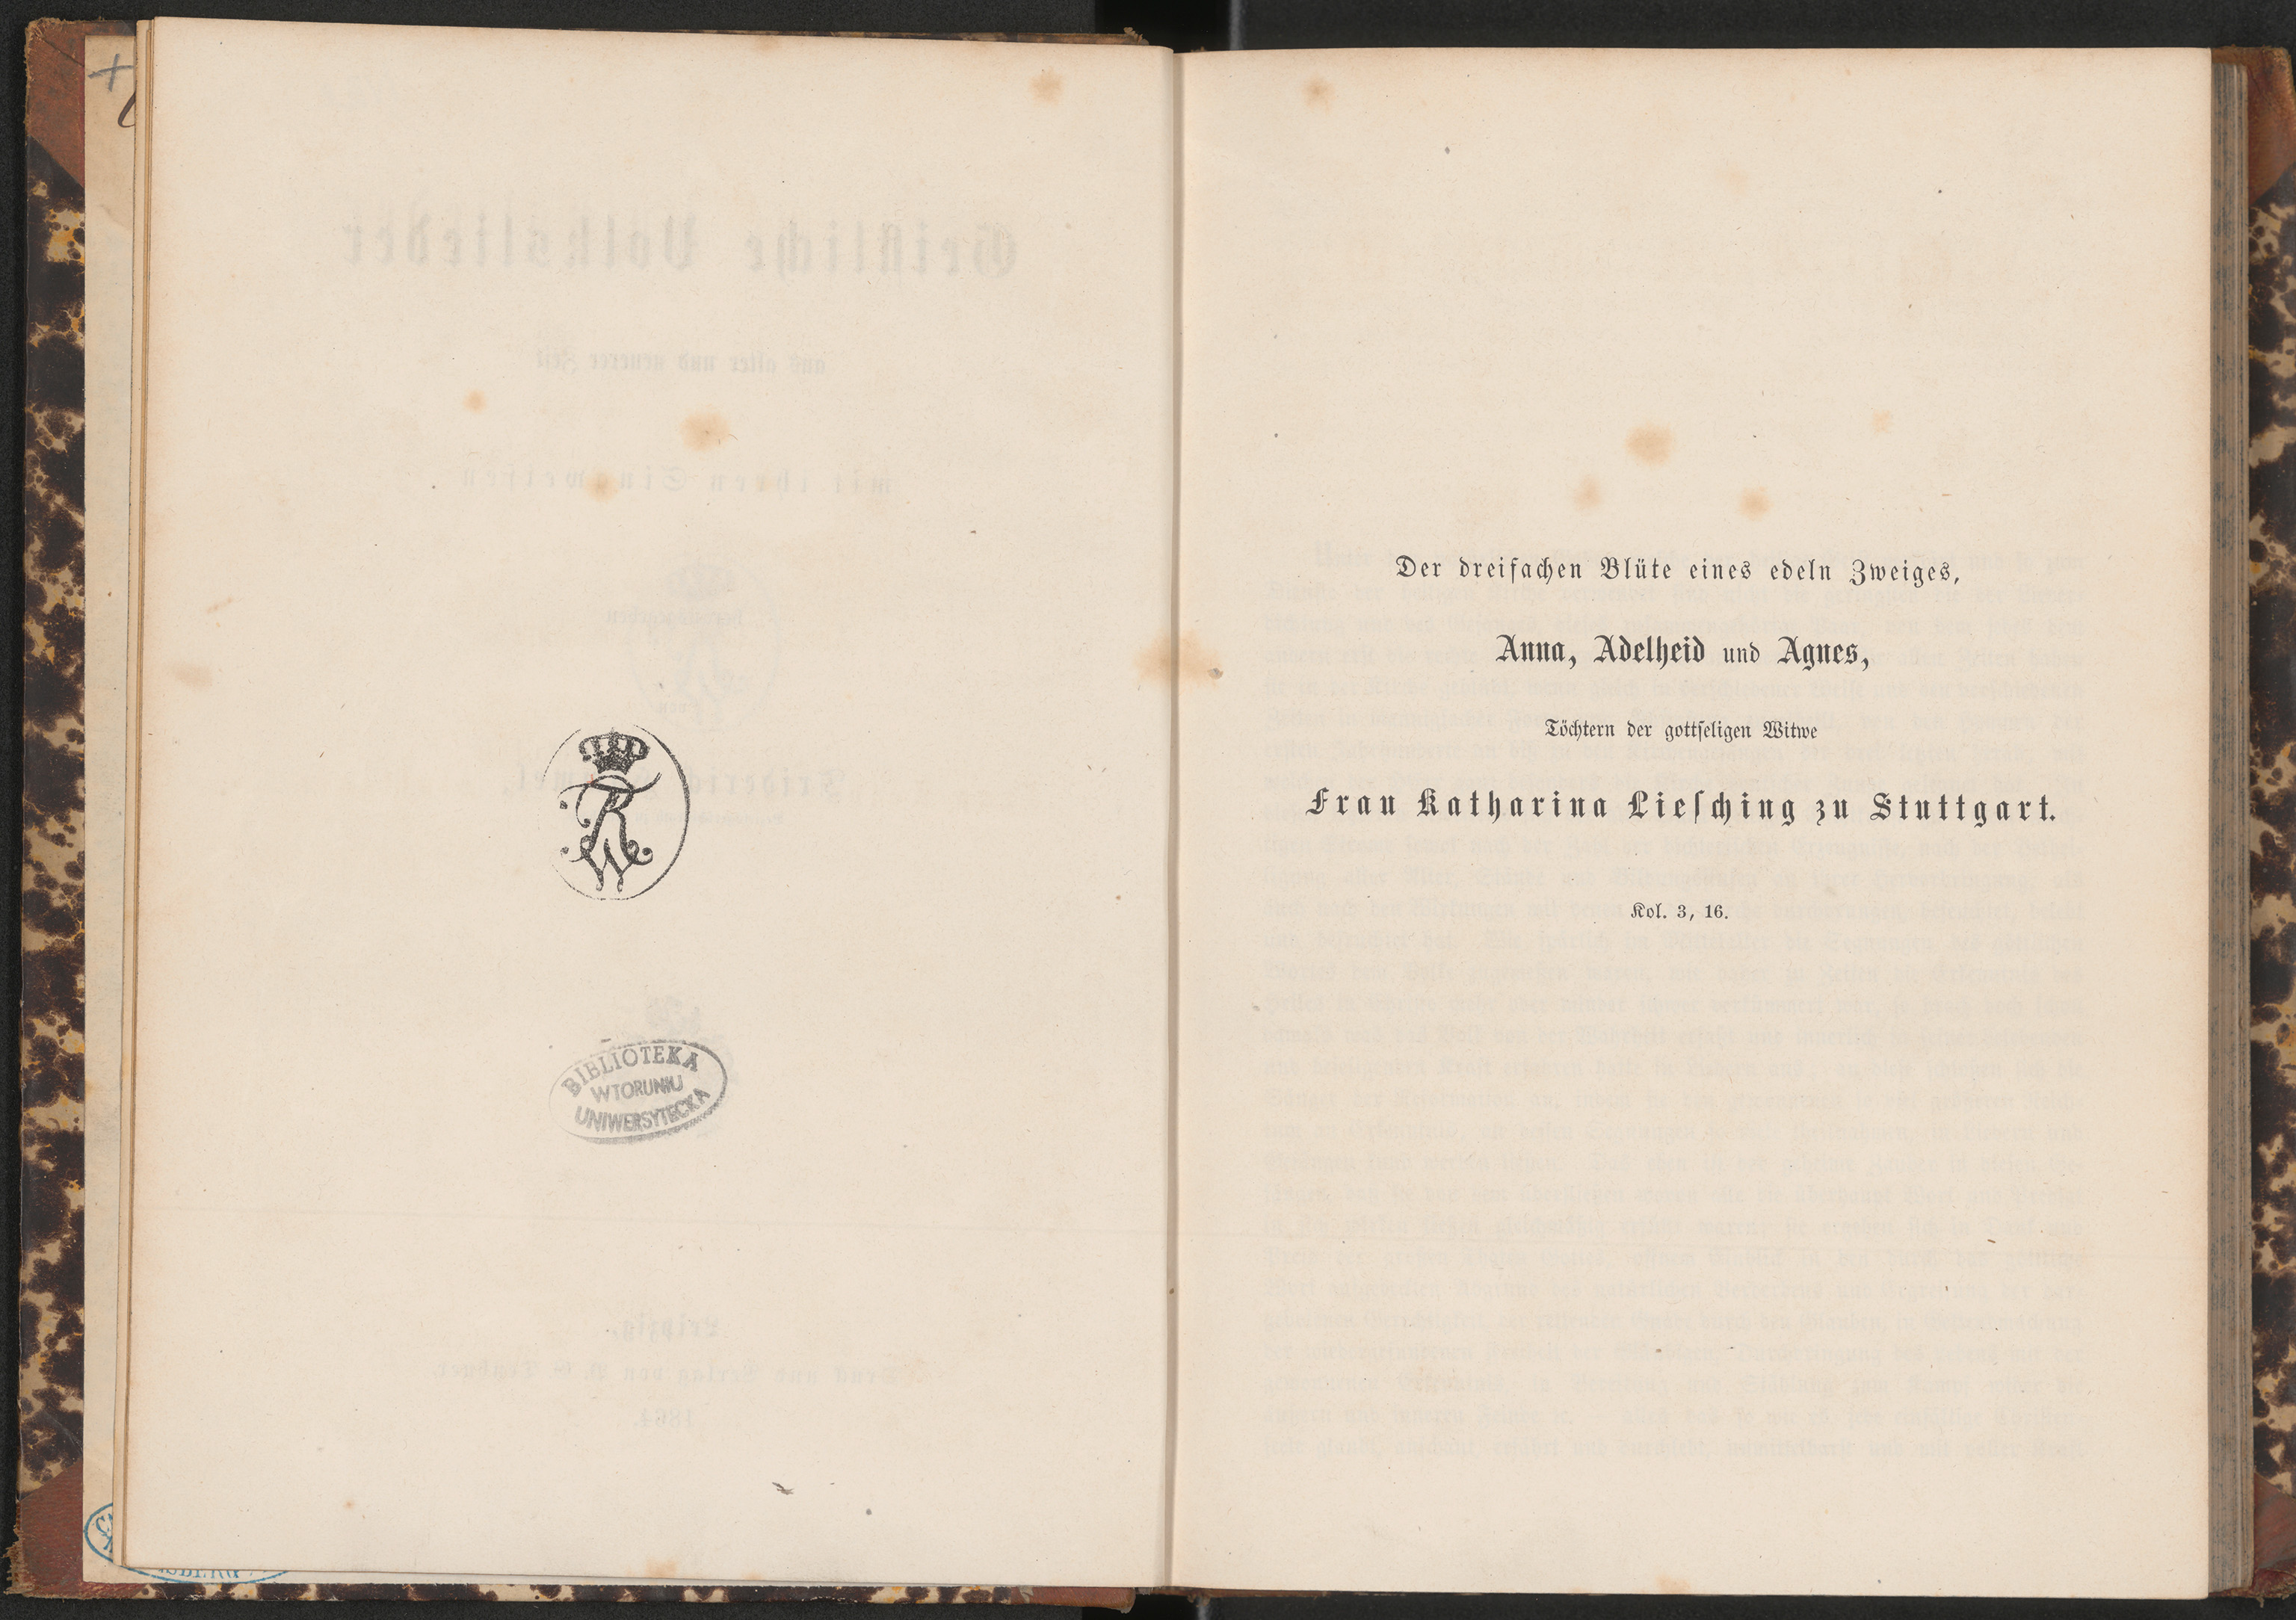 BIBLIOTEKA
W TORUNIU
UNIWERSYTECKA
Der dreifachen Blüte eines edeln Zweiges,
Anna, Adelheid und Agnes,
Töchtern der gottſeligen Witwe
Frau Katharina Lieſching zu Stuttgart.
Kol. 3, 16.